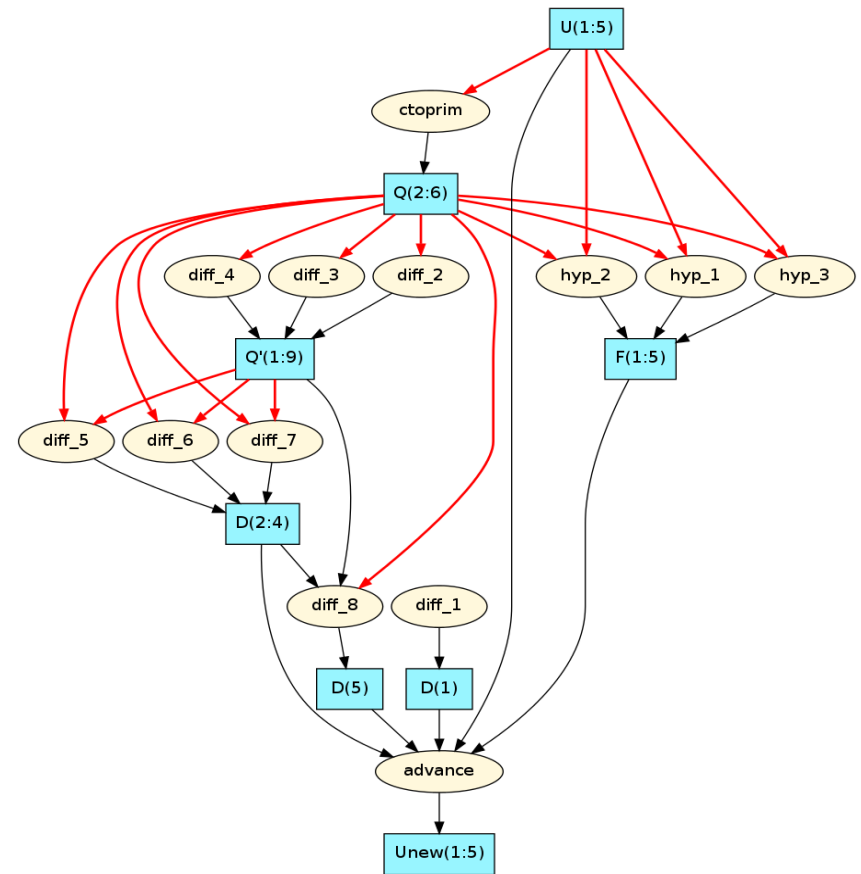 U(1:5)
ctoprim
Q(2:6)
diff_4
diff_3
diff_2
hyp_2
hyp_1
hyp_3
Q'(1:9)
F(1:5)
diff_5
diff_6
diff_7
D(2:4)
diff_8
diff_1
D(5)
D(1)
advance
Unew(1:5)